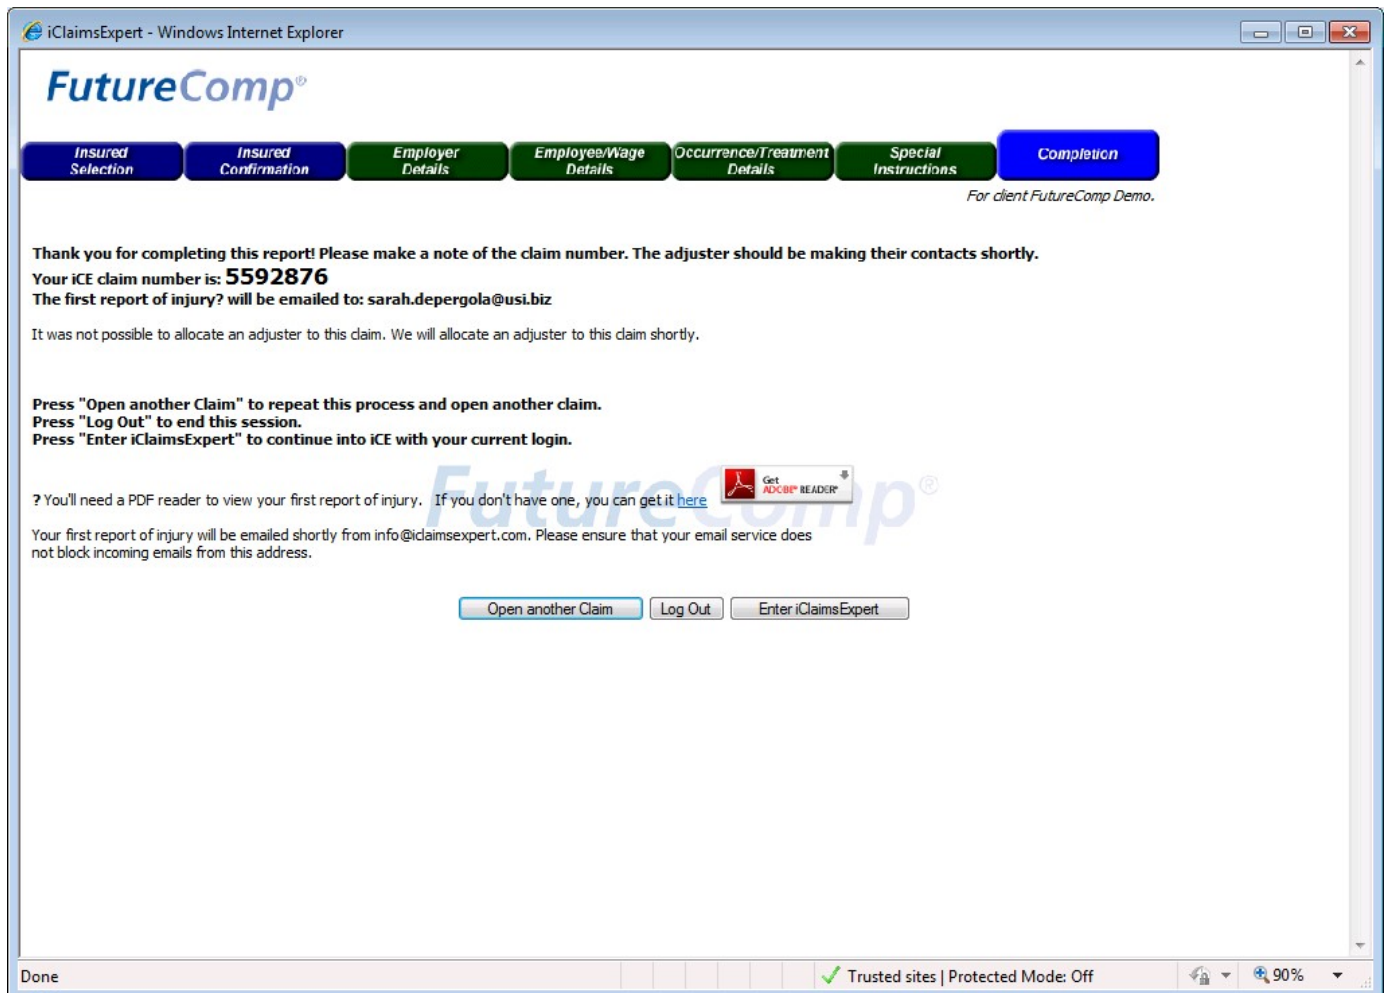 iClaimsExpert - Windows Internet Explorer
FutureComp®
Insured Selection
Insured Confirmation
Employer Details
Employee/Wage Details
Occurrence/Treatment Details
Special Instructions
Completion
For client FutureComp Demo.
Thank you for completing this report! Please make a note of the claim number. The adjuster should be making their contacts shortly.
Your iCE claim number is: 5592876
The first report of injury? will be emailed to: sarah.depergola@usi.biz
It was not possible to allocate an adjuster to this claim. We will allocate an adjuster to this claim shortly.
Press "Open another Claim" to repeat this process and open another claim.
Press "Log Out" to end this session.
Press "Enter iClaimsExpert" to continue into iCE with your current login.
FutureComp®
? You'll need a PDF reader to view your first report of injury. If you don't have one, you can get it here
Get
ADOBE® READER®
Your first report of injury will be emailed shortly from info@iclaimsexpert.com. Please ensure that your email service does
not block incoming emails from this address.
Open another Claim
Log Out
Enter iClaimsExpert
Done
Trusted sites | Protected Mode: Off
90%